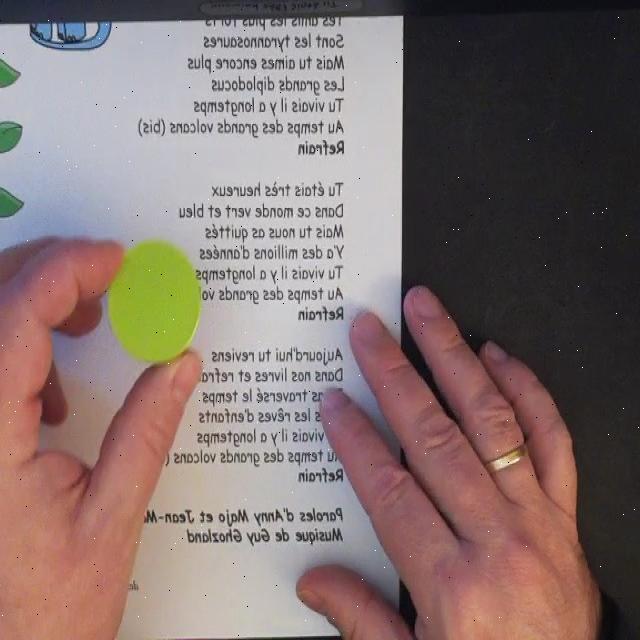 Tes amis les plus forts
Sont les tyrannosaures
Mais tu aimes encore plus
Les grands diplodocus
Tu vivais il y a longtemps
Au temps des grands volcans (bis)
Refrain
Tu étais très heureux
Dans ce monde vert et bleu
Mais tu nous as quittés
Y'a des millions d'années
Tu vivais il y a longtemps
Au temps des grands
Refrain
Aujourd'hui tu reviens
Dans nos livres et
traversé le temps
les rêves d'enfants
il y a longtemps
temps des grands volcans
Refrain
Paroles d'Anny Majo et Jean-M
Musique de Guy Ghozland